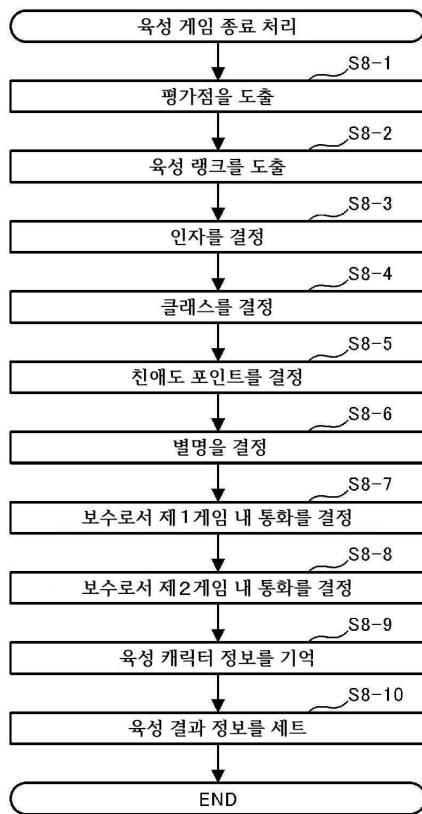 육성 게임 종료 처리
S8-1
평가점을 도출
S8-2
육성 랭크를 도출
S8-3
인자를 결정
S8-4
클래스를 결정
S8-5
친애도 포인트를 결정
S8-6
별명을 결정
S8-7
보수로서 제1게임 내 통화를 결정
S8-8
보수로서 제2게임 내 통화를 결정
S8-9
육성 캐릭터 정보를 기억
S8-10
육성 결과 정보를 세트
END